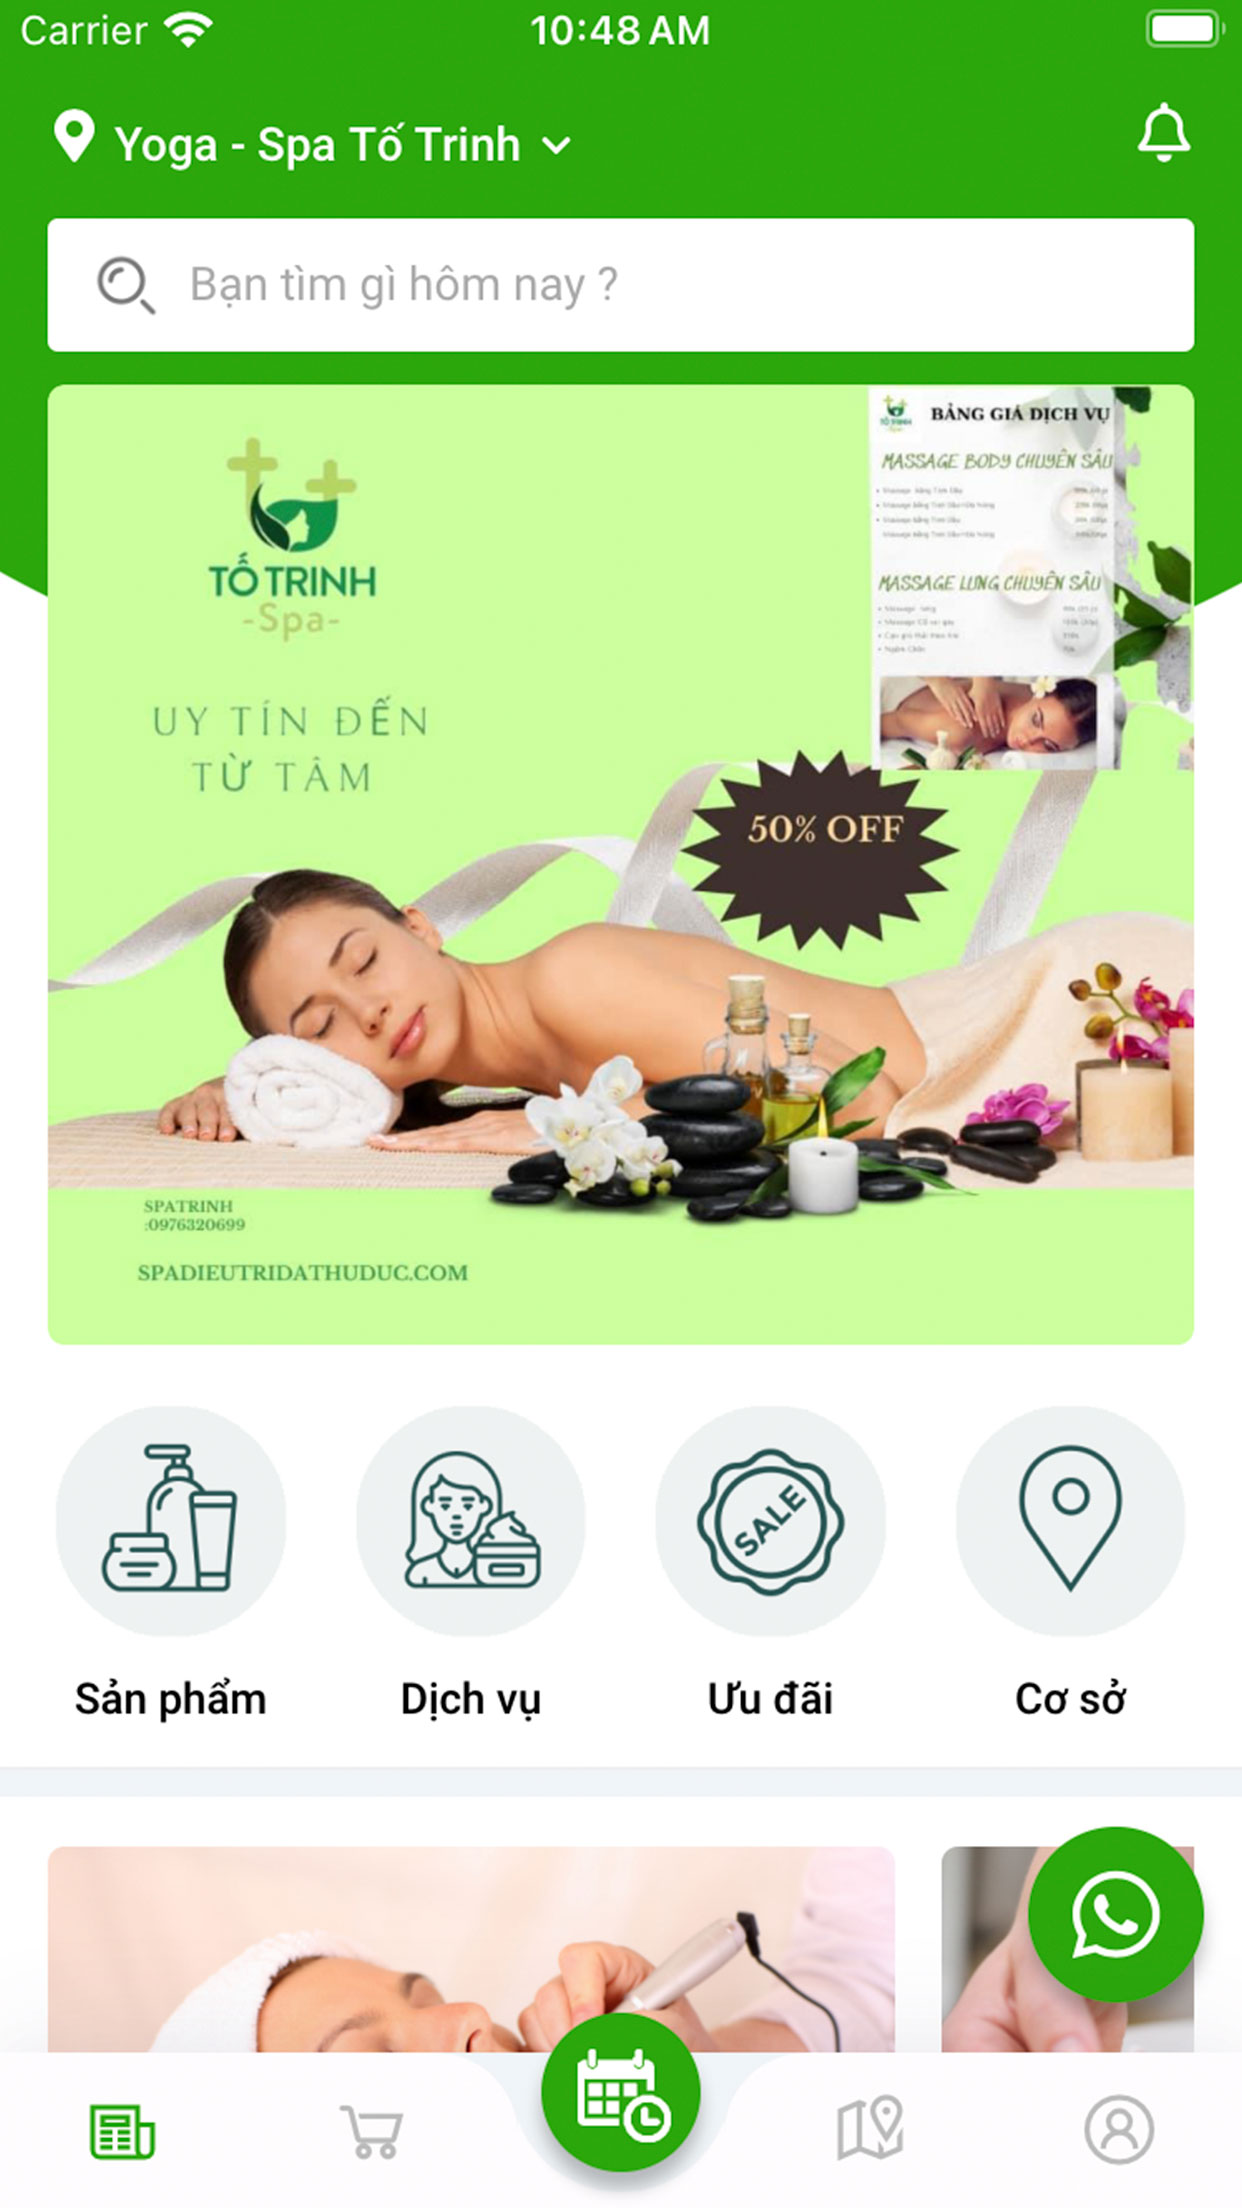 Carrier
10:48 AM
Yoga - Spa Tố Trinh
Bạn tìm gì hôm nay ?
TỐ TRINH
-Spa-
UY TÍN ĐẾN
TỪ TÂM
BẢNG GIÁ DỊCH VỤ
MASSAGE BODY CHUYÊN SÂU
MASSAGE LƯNG CHUYÊN SÂU
50% OFF
SPATRINH
:0976320699
SPADIEUTRIDATHUDUC.COM
SALE
Sản phẩm
Dịch vụ
Ưu đãi
Cơ sở